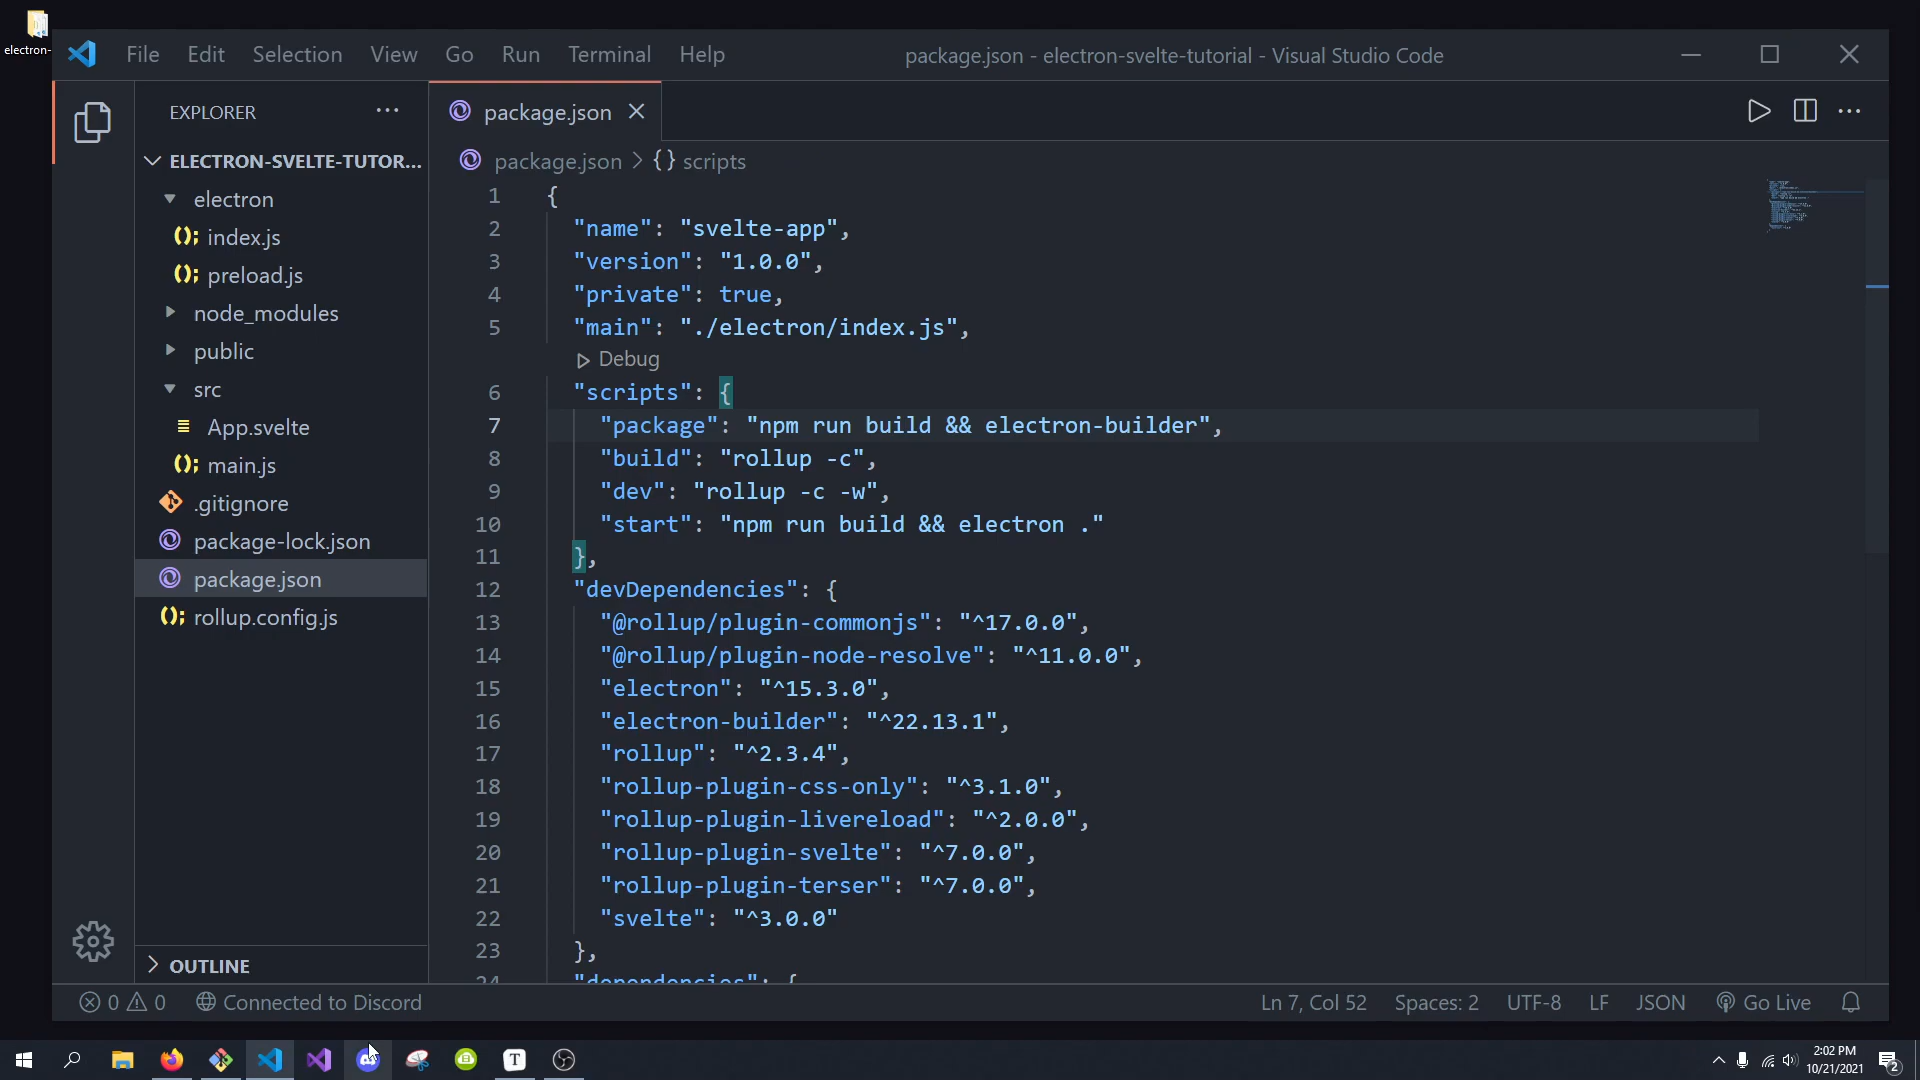 electron-
File Edit Selection View Go Run Terminal Help
package.json - electron-svelte-tutorial - Visual Studio Code
EXPLORER
ELECTRON-SVELTE-TUTOR...
electron
index.js
preload.js
node_modules
public
src
App.svelte
main.js
.gitignore
package-lock.json
package.json
rollup.config.js
OUTLINE
package.json
package.json > {} scripts
1 {
2 "name": "svelte-app",
3 "version": "1.0.0",
4 "private": true,
5 "main": "./electron/index.js",
Debug
6 "scripts": {
7 "package": "npm run build && electron-builder",
8 "build": "rollup -c",
9 "dev": "rollup -c -w",
10 "start": "npm run build && electron ."
11 },
12 "devDependencies": {
13 "@rollup/plugin-commonjs": "^17.0.0",
14 "@rollup/plugin-node-resolve": "^11.0.0",
15 "electron": "^15.3.0",
16 "electron-builder": "^22.13.1",
17 "rollup": "^2.3.4",
18 "rollup-plugin-css-only": "^3.1.0",
19 "rollup-plugin-livereload": "^2.0.0",
20 "rollup-plugin-svelte": "^7.0.0",
21 "rollup-plugin-terser": "^7.0.0",
22 "svelte": "^3.0.0"
23 },
24 "dependencies": {
0 0 Connected to Discord
Ln 7, Col 52 Spaces: 2 UTF-8 LF JSON Go Live
T
2:02 PM
10/21/2021
2